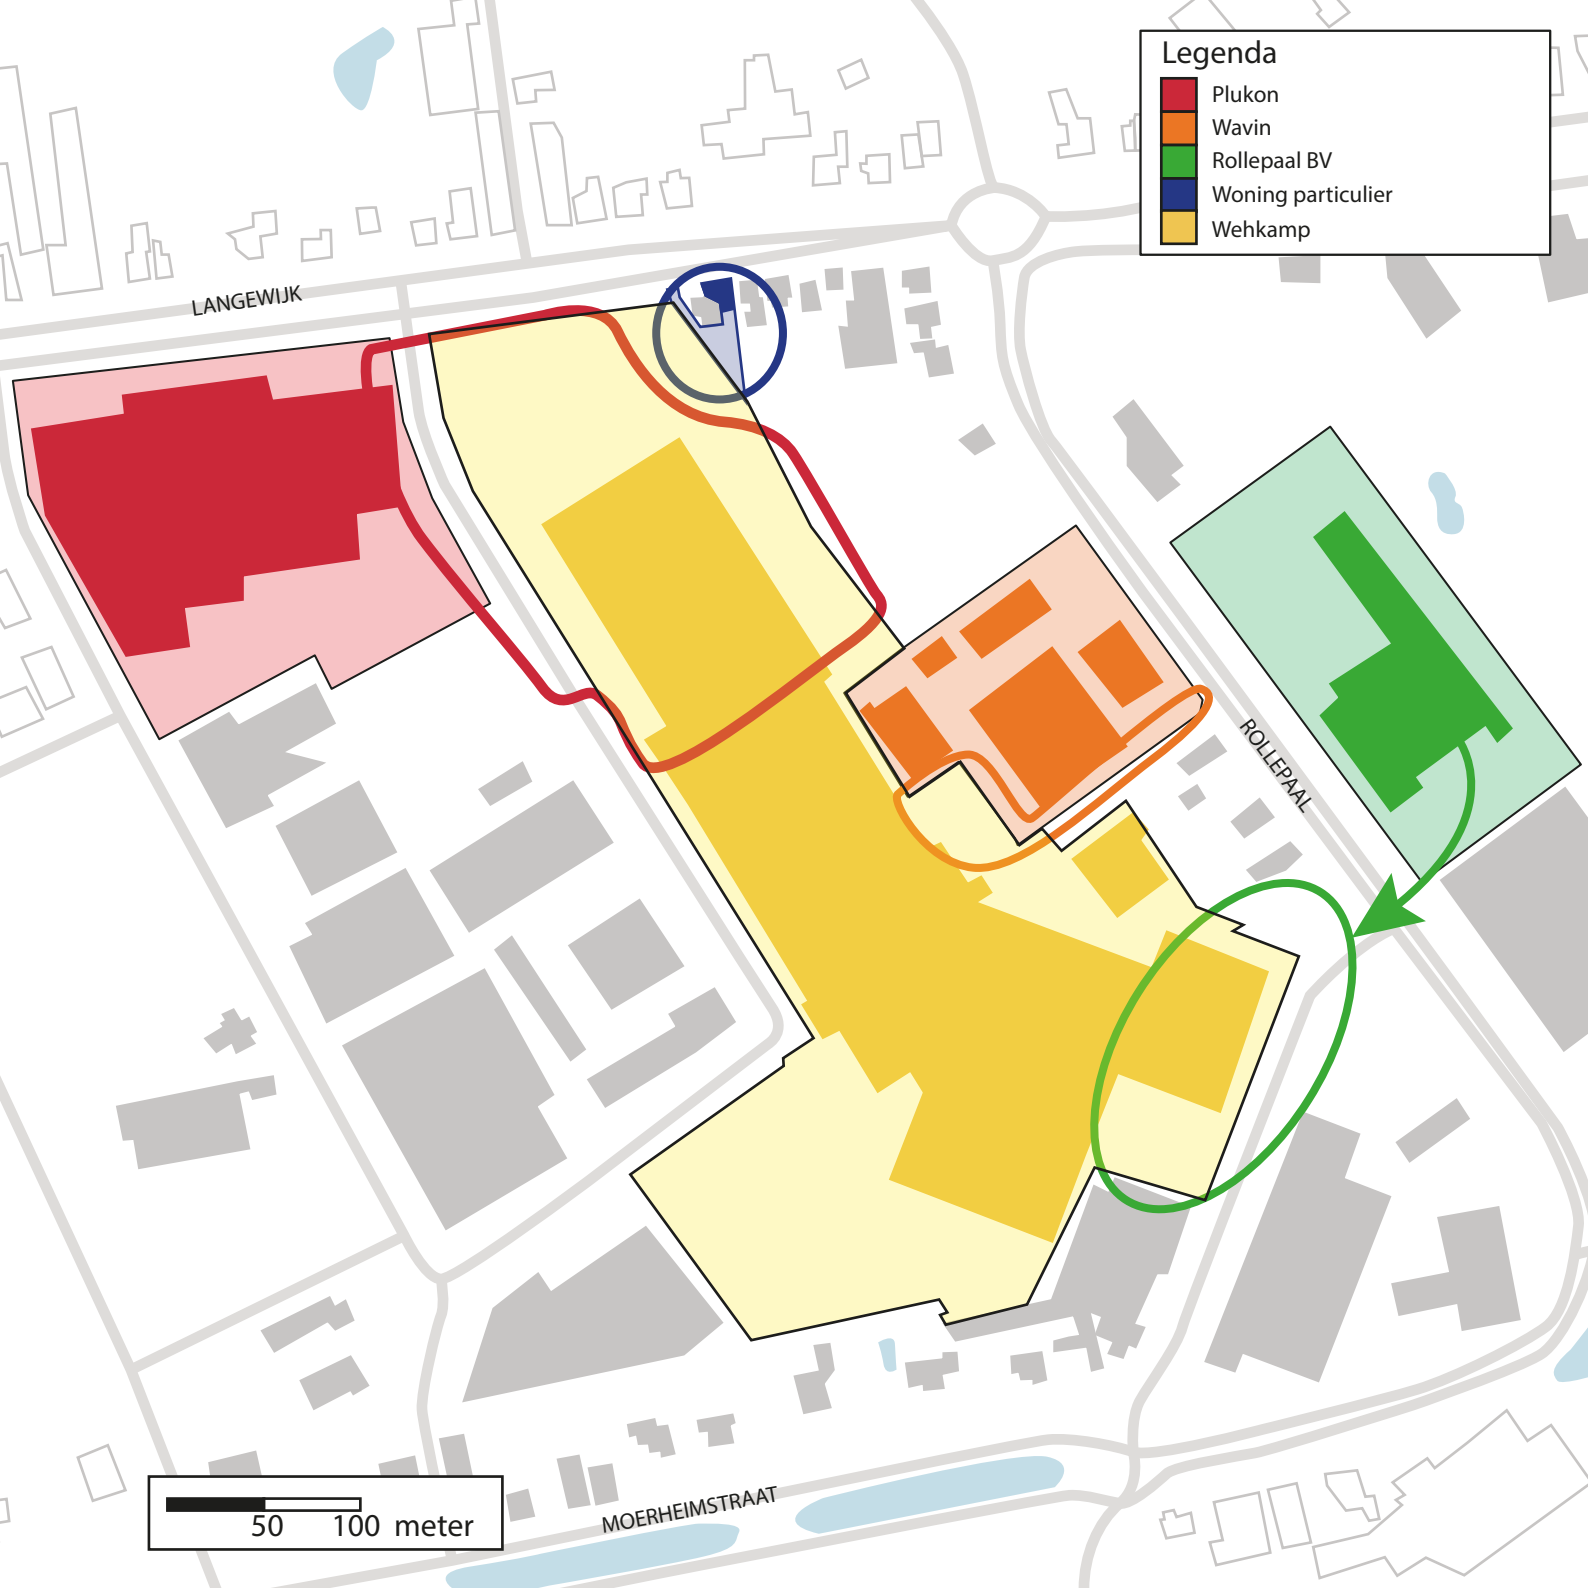 Legenda
Plukon
Wavin
Rollepaal BV
Woning particulier
Wehkamp
LANGEWIJK
ROLLEPAAL
MOERHEIMSTRAAT
50 100 meter